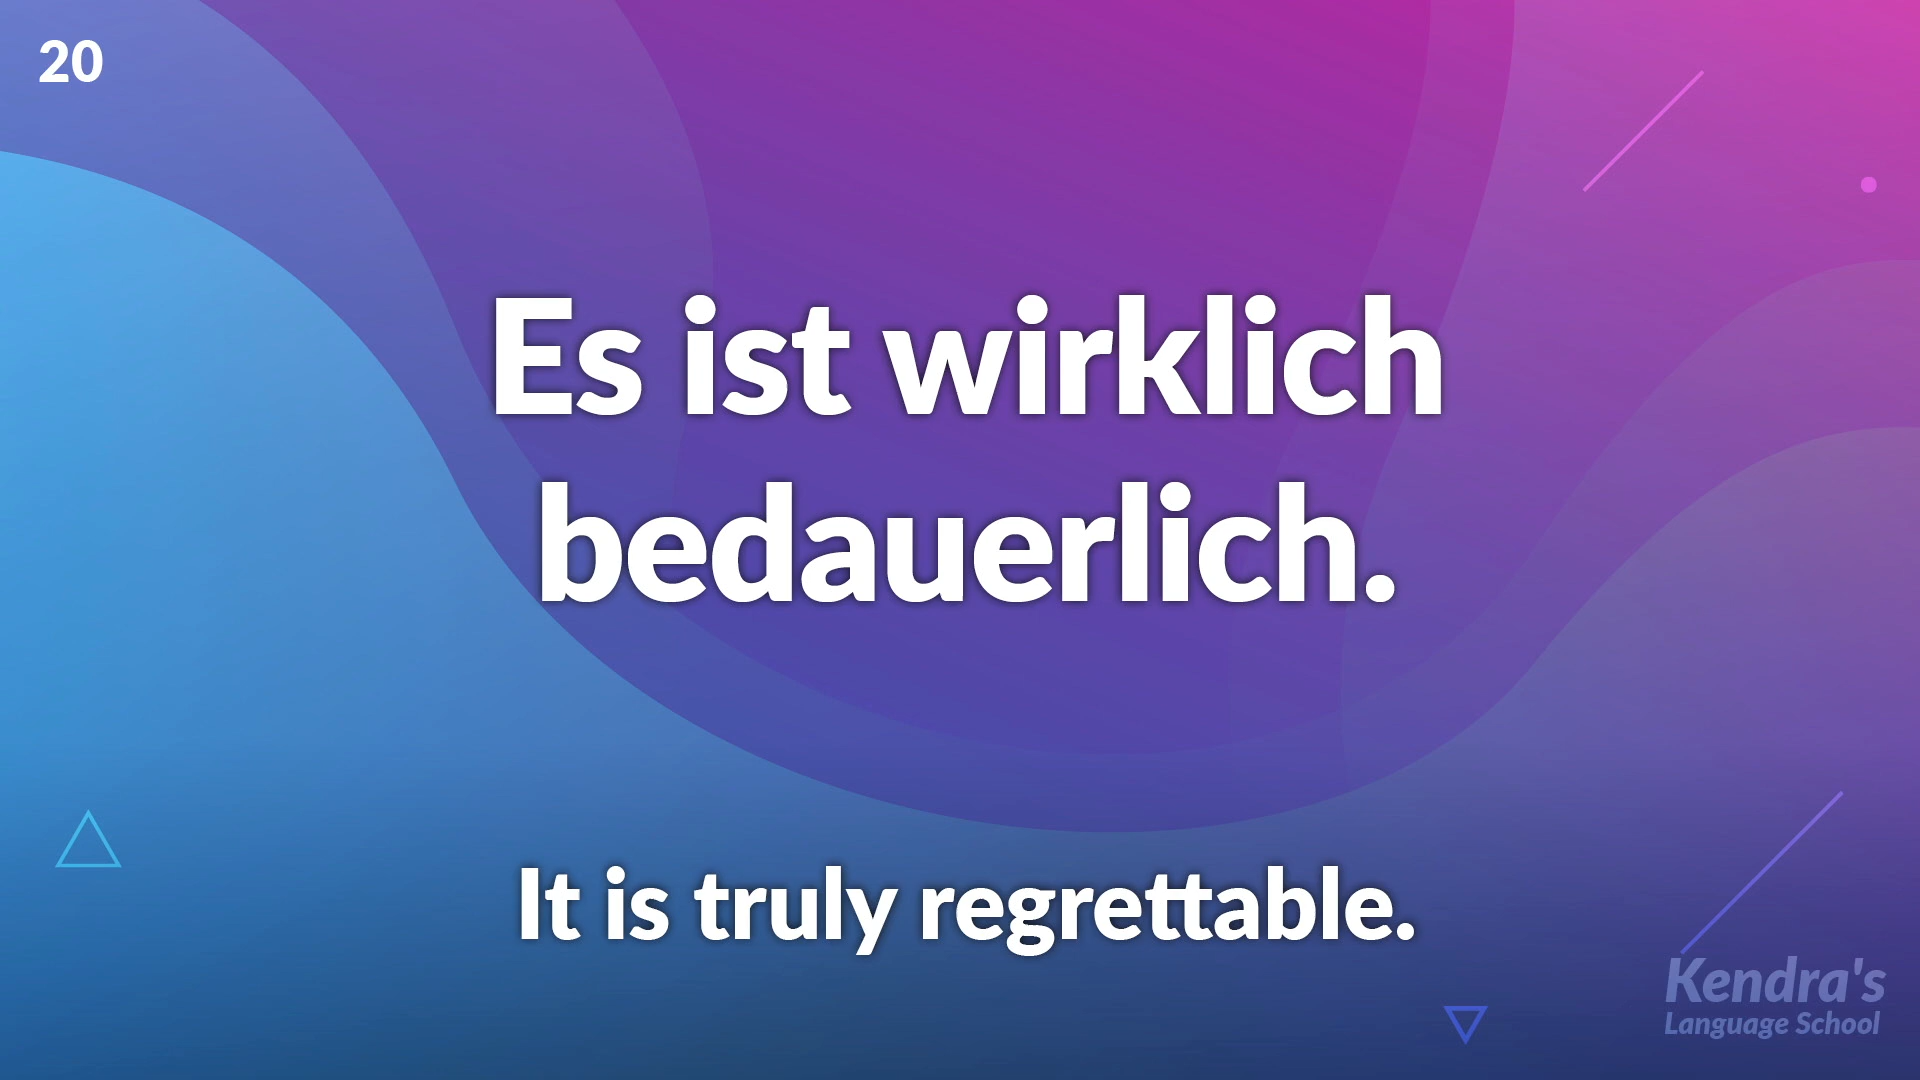 20
Es ist wirklich
bedauerlich.
It is truly regrettable.
Kendra's
Language School